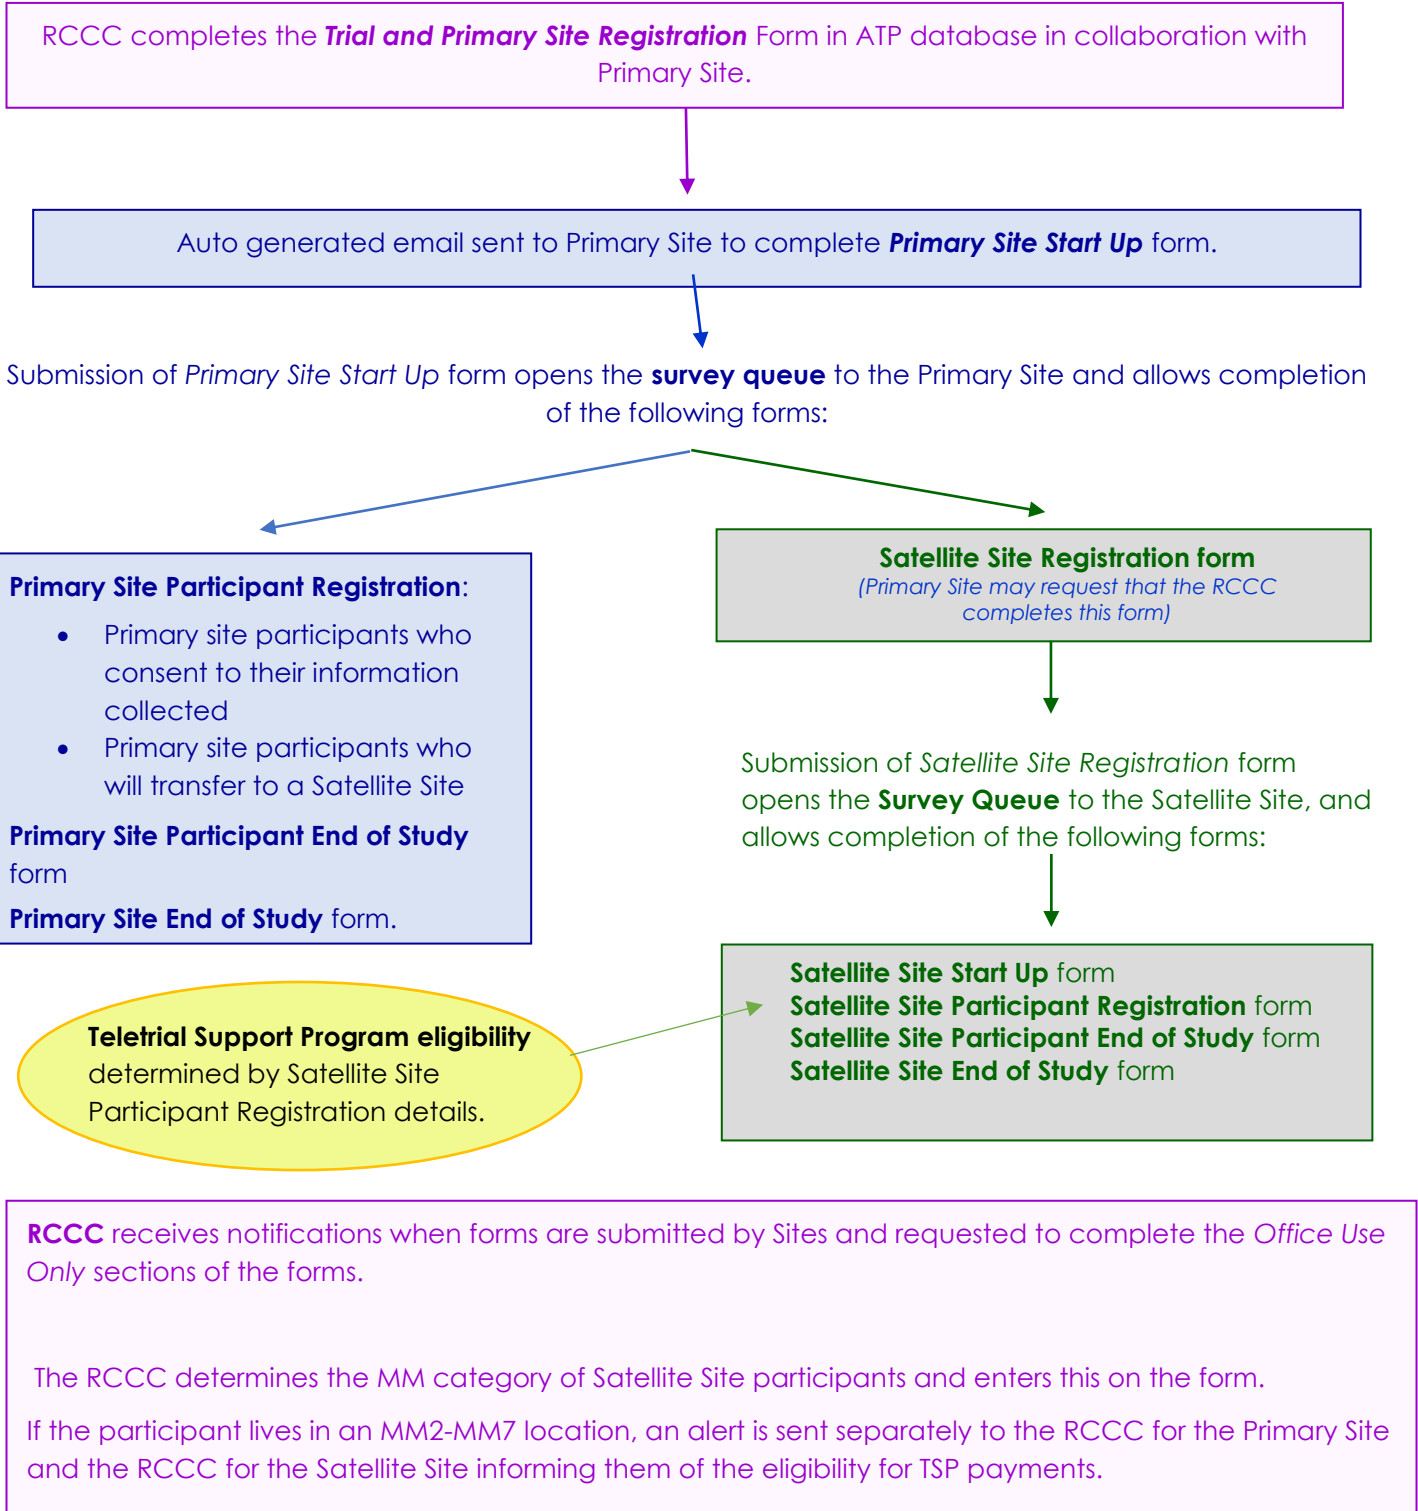 RCCC completes the Trial and Primary Site Registration Form in ATP database in collaboration with
Primary Site.
Auto generated email sent to Primary Site to complete Primary Site Start Up form.
Submission of Primary Site Start Up form opens the survey queue to the Primary Site and allows completion
of the following forms:
Primary Site Participant Registration:
• Primary site participants who
consent to their information
collected
• Primary site participants who
will transfer to a Satellite Site
Primary Site Participant End of Study
form
Primary Site End of Study form.
Satellite Site Registration form
(Primary Site may request that the RCCC
completes this form)
Submission of Satellite Site Registration form
opens the Survey Queue to the Satellite Site, and
allows completion of the following forms:
Satellite Site Start Up form
Satellite Site Participant Registration form
Satellite Site Participant End of Study form
Satellite Site End of Study form
Teletrial Support Program eligibility
determined by Satellite Site
Participant Registration details.
RCCC receives notifications when forms are submitted by Sites and requested to complete the Office Use
Only sections of the forms.
The RCCC determines the MM category of Satellite Site participants and enters this on the form.
If the participant lives in an MM2-MM7 location, an alert is sent separately to the RCCC for the Primary Site
and the RCCC for the Satellite Site informing them of the eligibility for TSP payments.